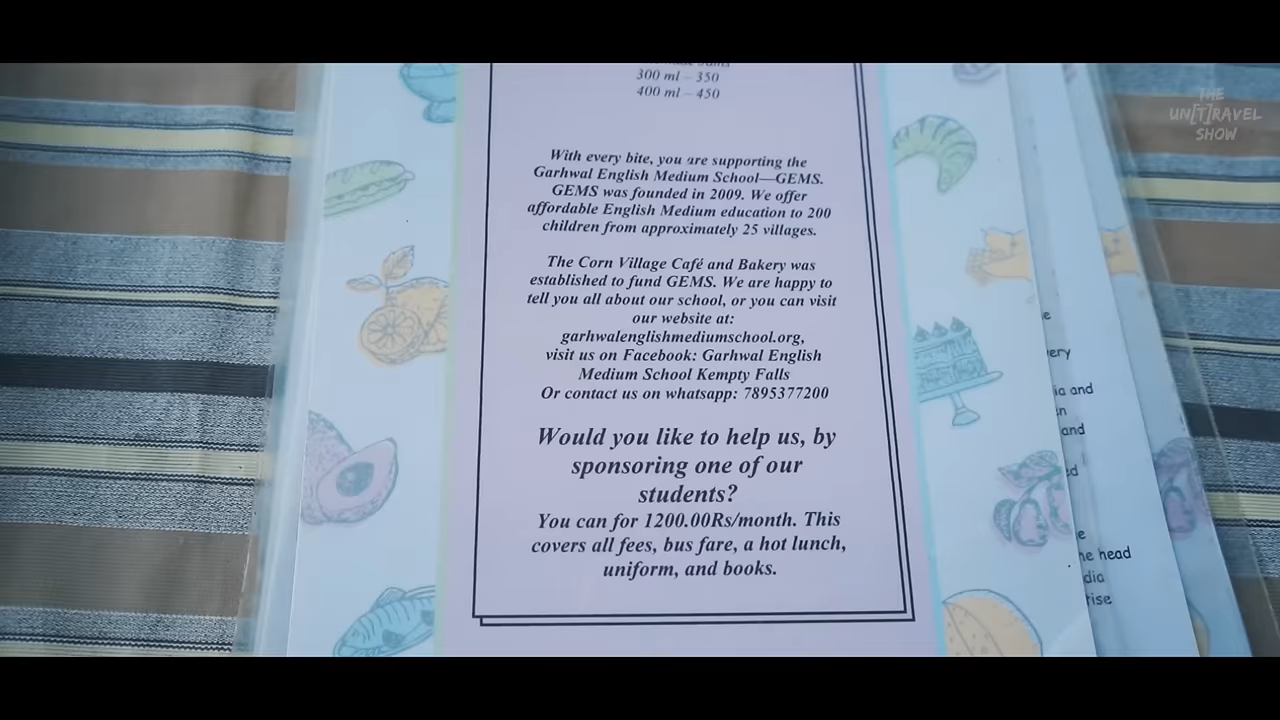 300 ml – 350
400 ml – 450
With every bite, you are supporting the
Garhwal English Medium School—GEMS.
GEMS was founded in 2009. We offer
affordable English Medium education to 200
children from approximately 25 villages.
The Corn Village Café and Bakery was
established to fund GEMS. We are happy to
tell you all about our school, or you can visit
our website at:
garhwalenglishmediumschool.org,
visit us on Facebook: Garhwal English
Medium School Kempty Falls
Or contact us on whatsapp: 7895377200
Would you like to help us, by
sponsoring one of our
students?
You can for 1200.00Rs/month. This
covers all fees, bus fare, a hot lunch,
uniform, and books.
and
and
head
THE
UN[T]RAVEL
SHOW